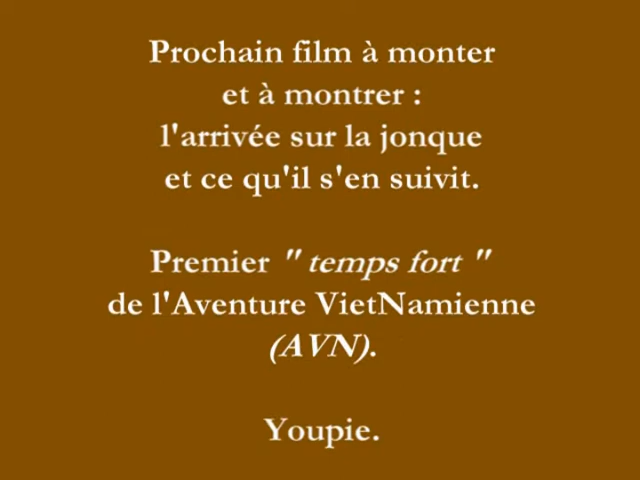 Prochain film à monter
et à montrer :
l'arrivée sur la jonque
et ce qu'il s'en suivit.
Premier " temps fort "
de l'Aventure VietNamienne
(AVN).
Youpie.